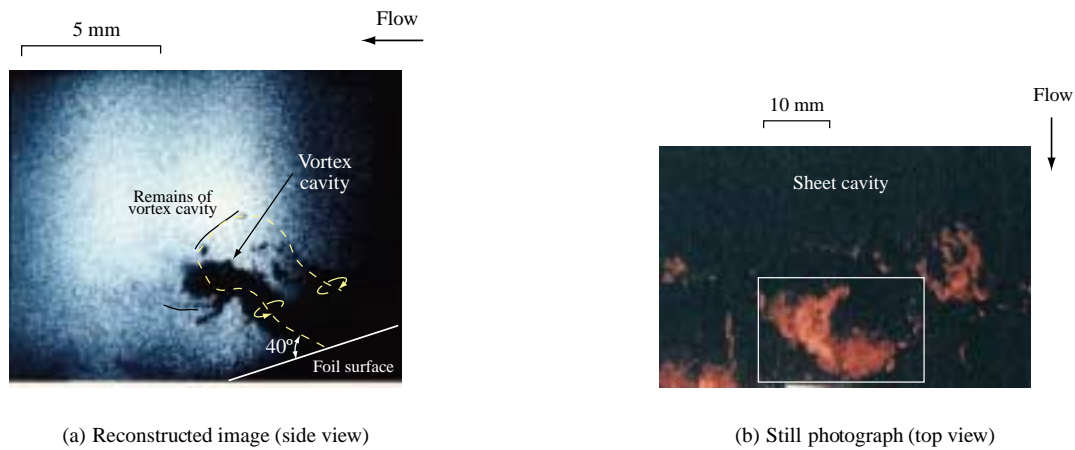 5 mm
Flow
Vortex
cavity
Remains of
vortex cavity
40º
Foil surface
(a) Reconstructed image (side view)
Flow
10 mm
Sheet cavity
(b) Still photograph (top view)